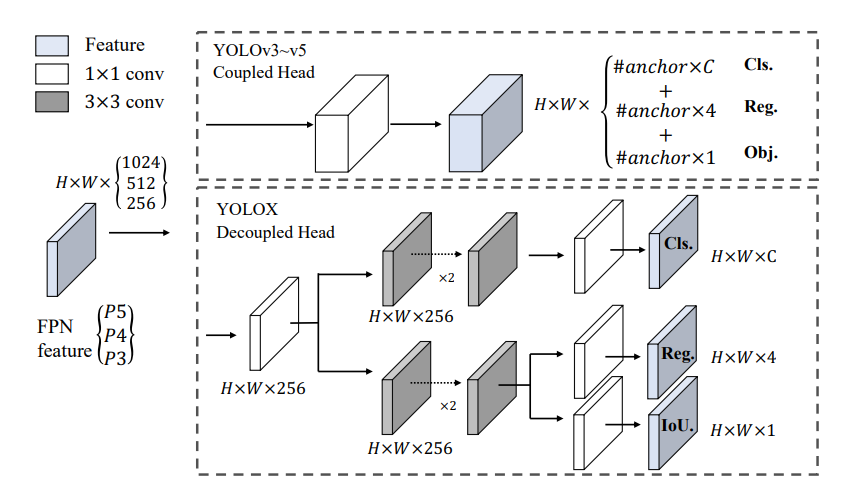 Feature
1×1 conv
3×3 conv
H×W× {1024
512
256}
FPN
feature
{P5
P4
P3}
YOLOv3~v5
Coupled Head
H×W× {
#anchor×C Cls.
+
#anchor×4 Reg.
+
#anchor×1 Obj.
YOLOX
Decoupled Head
H×W×256
×2
H×W×256
Cls.
H×W×C
×2
H×W×256
Reg.
H×W×4
IoU.
H×W×1